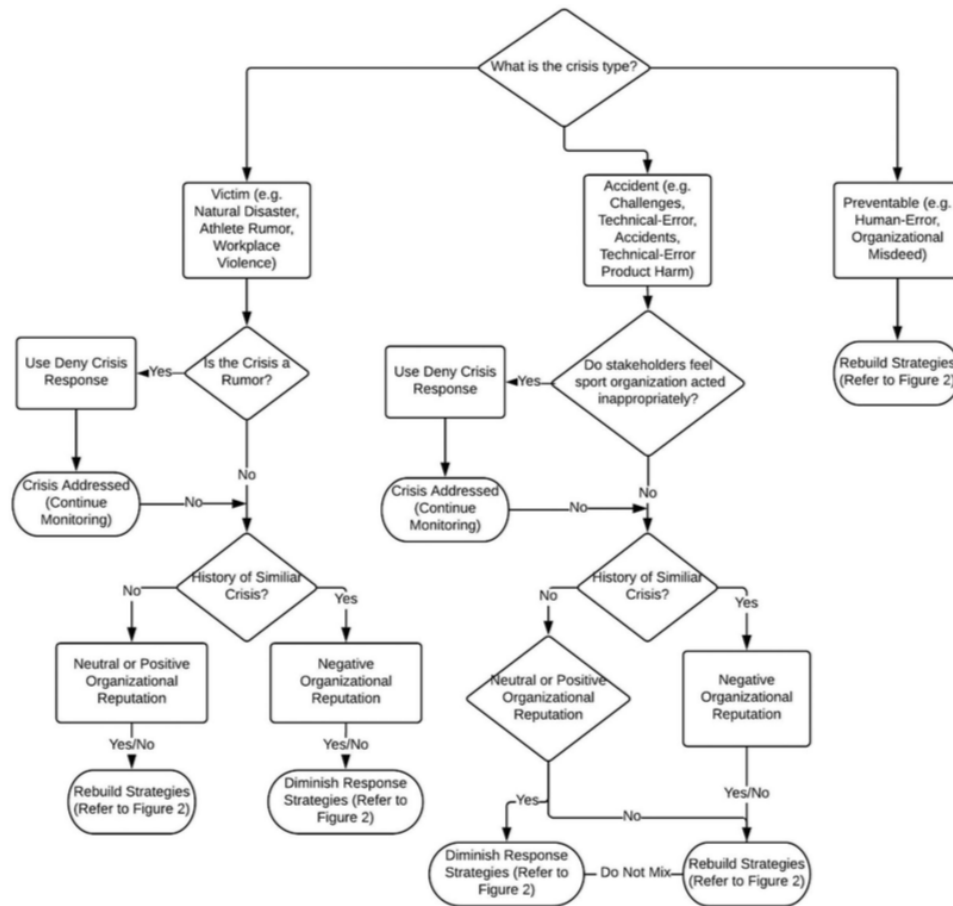 What is the crisis type?
Victim (e.g.
Natural Disaster,
Athlete Rumor,
Workplace
Violence)
Accident (e.g.
Challenges,
Technical-Error,
Accidents,
Technical-Error
Product Harm)
Preventable (e.g.
Human-Error,
Organizational
Misdeed)
Use Deny Crisis
Response
Yes
Is the Crisis a
Rumor?
Use Deny Crisis
Response
Yes
Do stakeholders feel
sport organization acted
inappropriately?
Rebuild Strategies
(Refer to Figure 2)
No
No
Crisis Addressed
(Continue
Monitoring)
No
Crisis Addressed
(Continue
Monitoring)
No
History of Similiar
Crisis?
No
Yes
History of Similiar
Crisis?
No
Yes
Neutral or Positive
Organizational
Reputation
Negative
Organizational
Reputation
Neutral or Positive
Organizational
Reputation
Negative
Organizational
Reputation
Yes/No
Yes/No
Rebuild Strategies
(Refer to Figure 2)
Diminish Response
Strategies (Refer to
Figure 2)
Yes
No
Yes/No
Diminish Response
Strategies (Refer to
Figure 2)
Do Not Mix
Rebuild Strategies
(Refer to Figure 2)